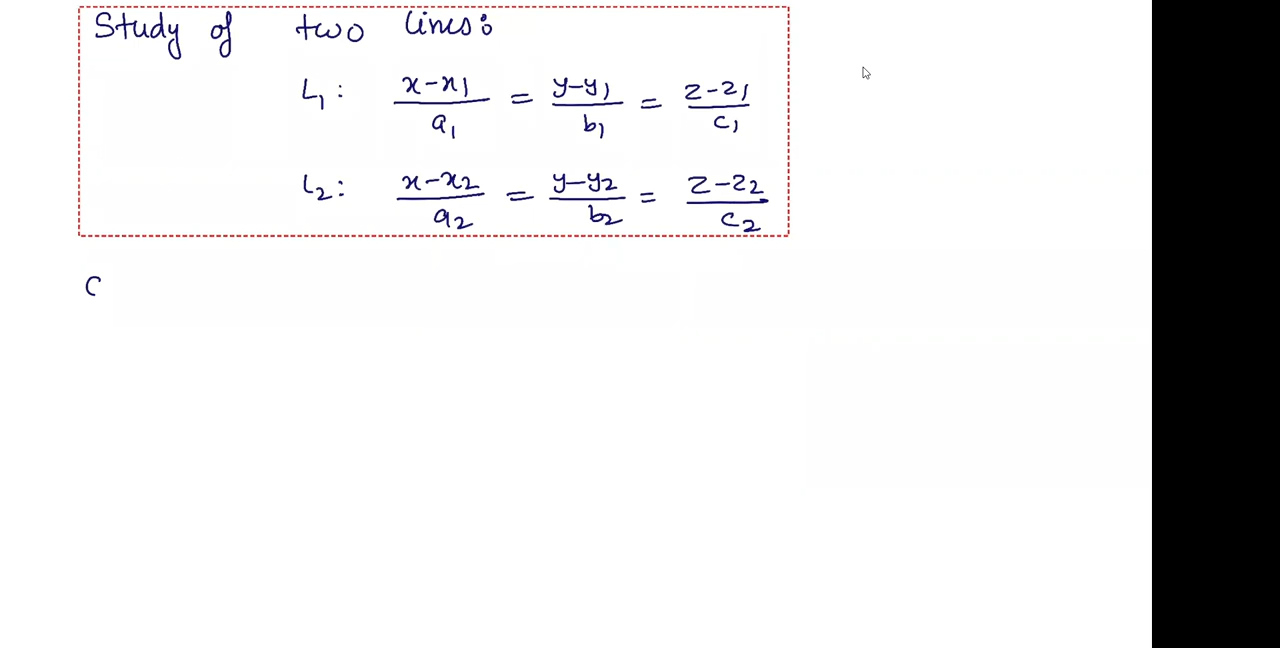 Study of two lines:
L1: x-x1/a1 = y-y1/b1 = z-z1/c1
L2: x-x2/a2 = y-y2/b2 = z-z2/c2
C